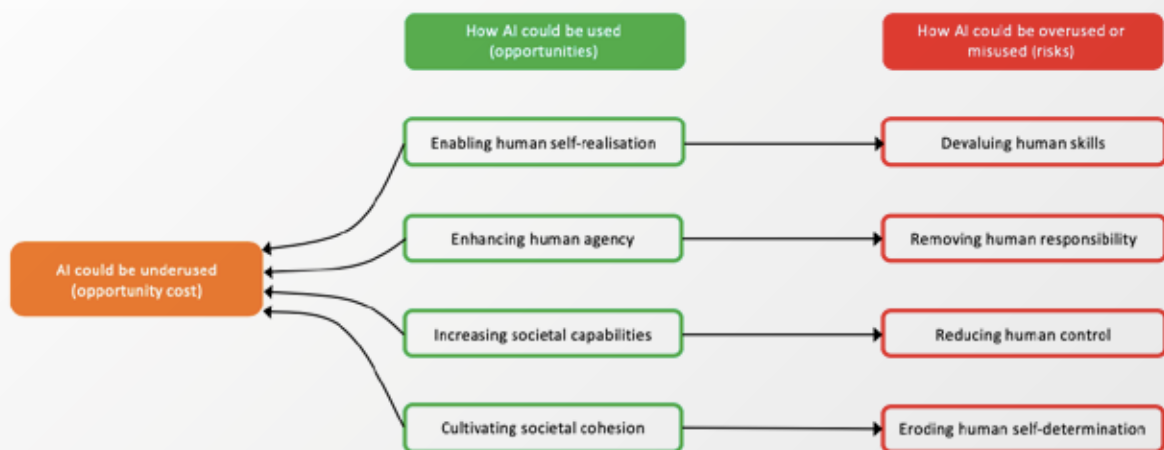 How AI could be used
(opportunities)
How AI could be overused or
misused (risks)
Enabling human self-realisation
Devaluing human skills
Enhancing human agency
Removing human responsibility
AI could be underused
(opportunity cost)
Increasing societal capabilities
Reducing human control
Cultivating societal cohesion
Eroding human self-determination